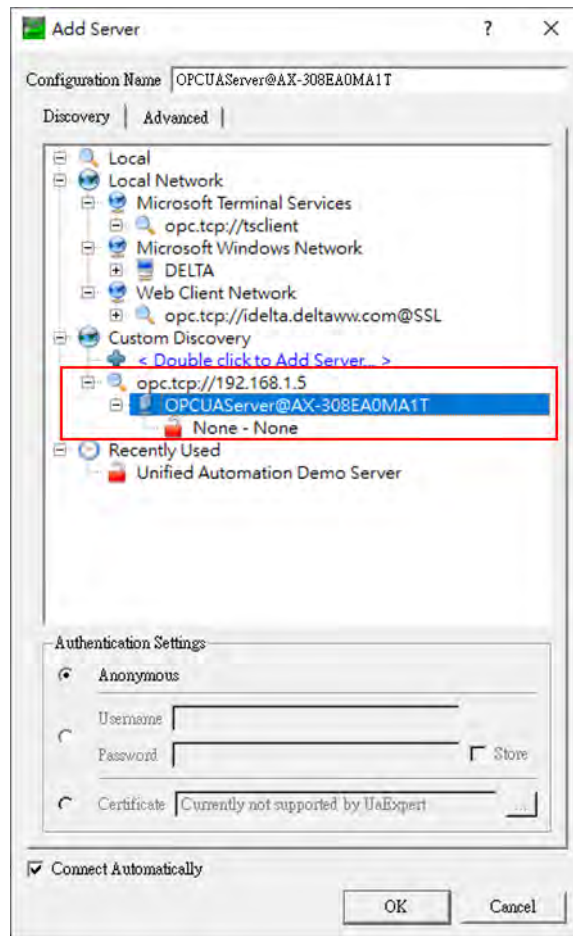 Add Server
?
Configuration Name OPCUAServer@AX-308EA0MA1T
Discovery
Advanced
Local
Local Network
Microsoft Terminal Services
opc.tcp://tsclient
Microsoft Windows Network
DELTA
Web Client Network
opc.tcp://idelta.deltaww.com@SSL
Custom Discovery
< Double click to Add Server... >
opc.tcp://192.168.1.5
OPCUAServer@AX-308EA0MA1T
None - None
Recently Used
Unified Automation Demo Server
Authentication Settings
Anonymous
Username
Password
Store
Certificate Currently not supported by UaExpert ...
Connect Automatically
OK
Cancel